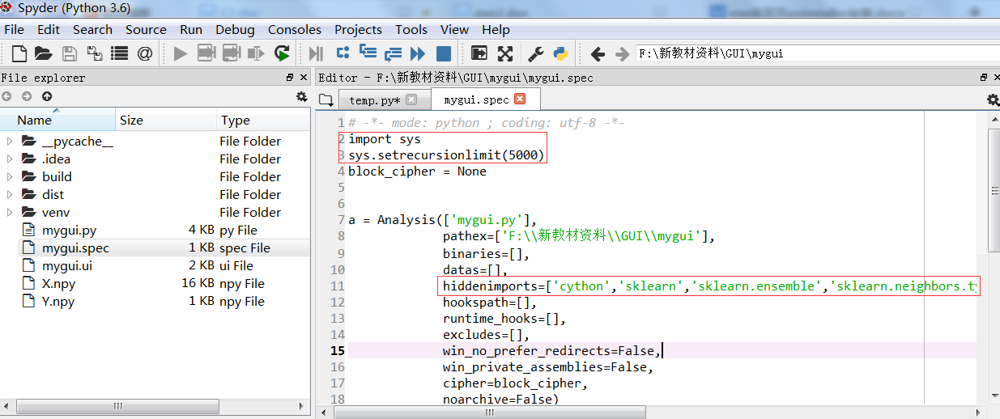 Spyder (Python 3.6)
File Edit Search Source Run Debug Consoles Projects Tools View Help
F:\新教材资料\GUI\mygui
File explorer
Editor - F:\新教材资料\GUI\mygui\mygui.spec
temp.py* mygui.spec
Name Size Type
__pycache__ File Folder
.idea File Folder
build File Folder
dist File Folder
venv File Folder
mygui.py 4 KB py File
mygui.spec 1 KB spec File
mygui.ui 2 KB ui File
X.npy 16 KB npy File
Y.npy 1 KB npy File
1 # -*- mode: python ; coding: utf-8 -*-
2 import sys
3 sys.setrecursionlimit(5000)
4 block_cipher = None
5
6
7 a = Analysis(['mygui.py'],
8 pathex=['F:\\新教材资料\\GUI\\mygui'],
9 binaries=[],
10 datas=[],
11 hiddenimports=['cython','sklearn','sklearn.ensemble','sklearn.neighbors.ty
12 hookspath=[],
13 runtime_hooks=[],
14 excludes=[],
15 win_no_prefer_redirects=False,
16 win_private_assemblies=False,
17 cipher=block_cipher,
18 noarchive=False)